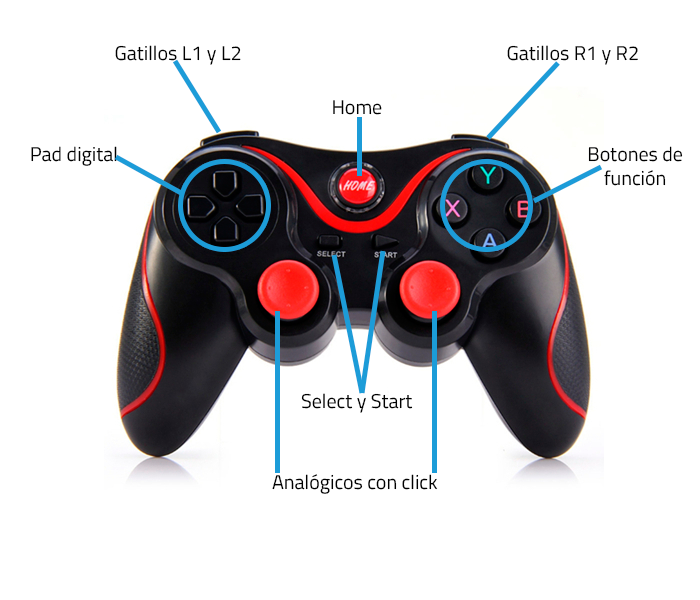 Gatillos L1 y L2
Gatillos R1 y R2
Home
Pad digital
Botones de
función
HOME
Y
X
B
A
SELECT
START
Select y Start
Analógicos con click